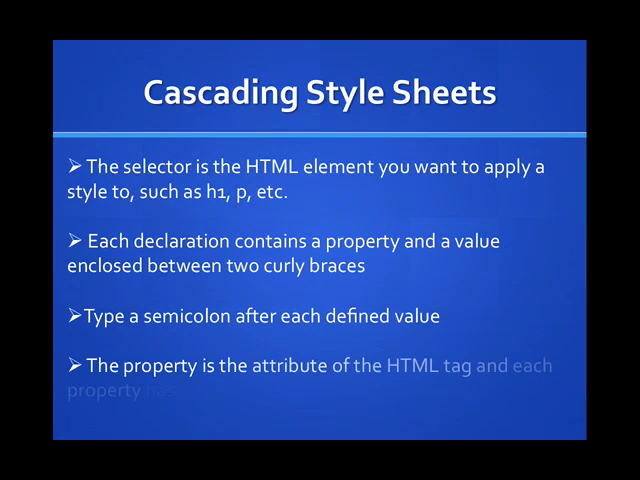 Cascading Style Sheets
➢ The selector is the HTML element you want to apply a
style to, such as h1, p, etc.
➢ Each declaration contains a property and a value
enclosed between two curly braces
➢Type a semicolon after each defined value
➢ The property is the attribute of the HTML tag and each
property has